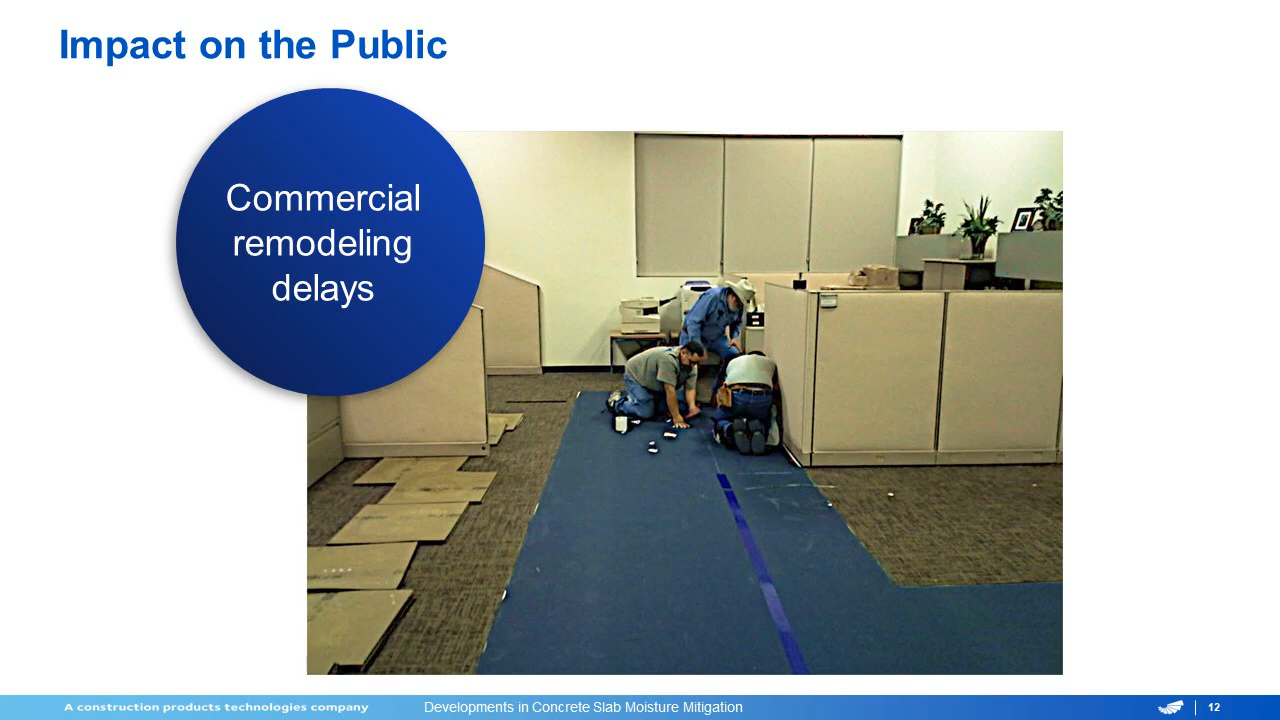 Impact on the Public
Commercial
remodeling
delays
A construction products technologies company
Developments in Concrete Slab Moisture Mitigation
12